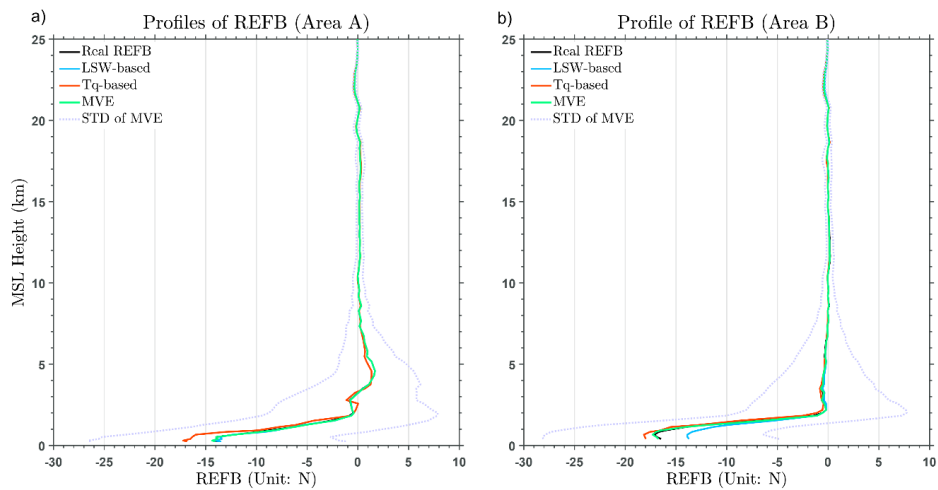 a)
Profiles of REFB (Area A)
25
20
15
10
5
0
MSL Height (km)
Real REFB
LSW-based
Tq-based
MVE
STD of MVE
-30 -25 -20 -15 -10 -5 0 5 10
REFB (Unit: N)
b)
Profile of REFB (Area B)
25
20
15
10
5
0
Real REFB
LSW-based
Tq-based
MVE
STD of MVE
-30 -25 -20 -15 -10 -5 0 5 10
REFB (Unit: N)